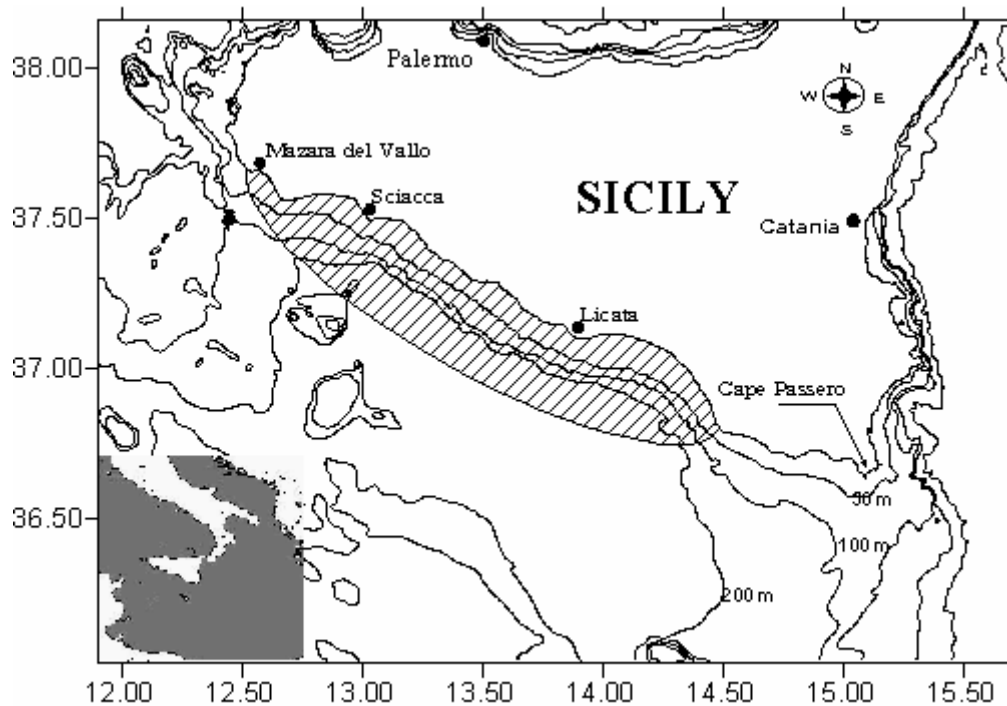 38.00
Palermo
N
W E
S
Mazara del Vallo
SICILY
Sciacca
37.50
Catania
Licata
37.00
Cape Passero
50 m
36.50
100 m
200 m
12.00 12.50 13.00 13.50 14.00 14.50 15.00 15.50